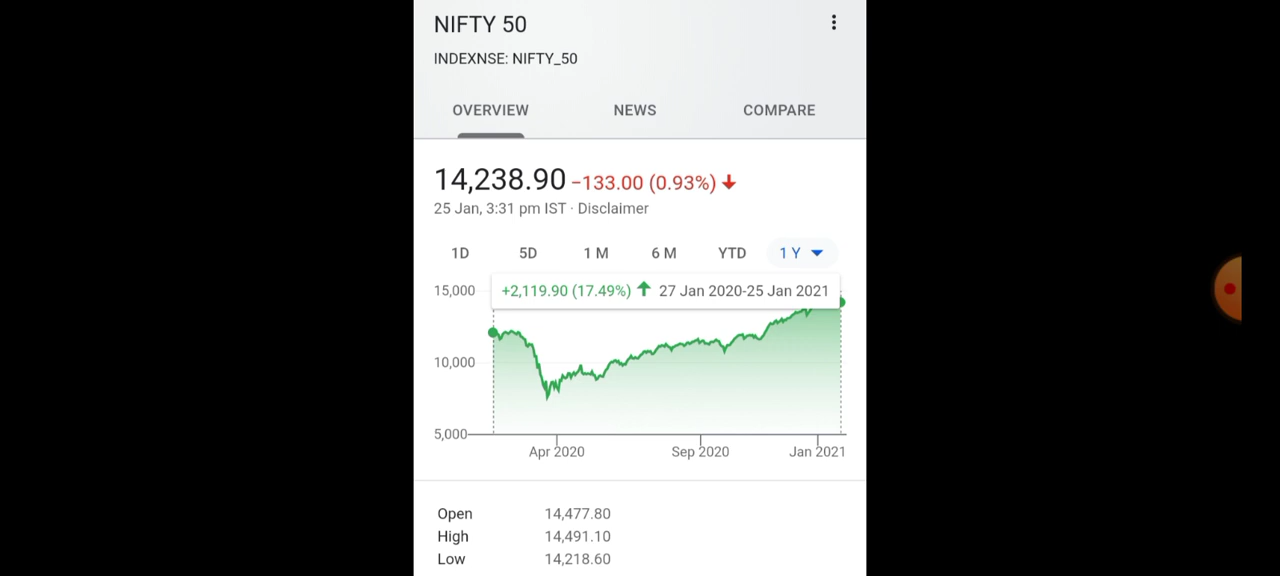 NIFTY 50
INDEXNSE: NIFTY_50
OVERVIEW NEWS COMPARE
14,238.90 −133.00 (0.93%)
25 Jan, 3:31 pm IST · Disclaimer
1D 5D 1 M 6 M YTD 1 Y
15,000 +2,119.90 (17.49%) 27 Jan 2020-25 Jan 2021
10,000
5,000
Apr 2020 Sep 2020 Jan 2021
Open 14,477.80
High 14,491.10
Low 14,218.60